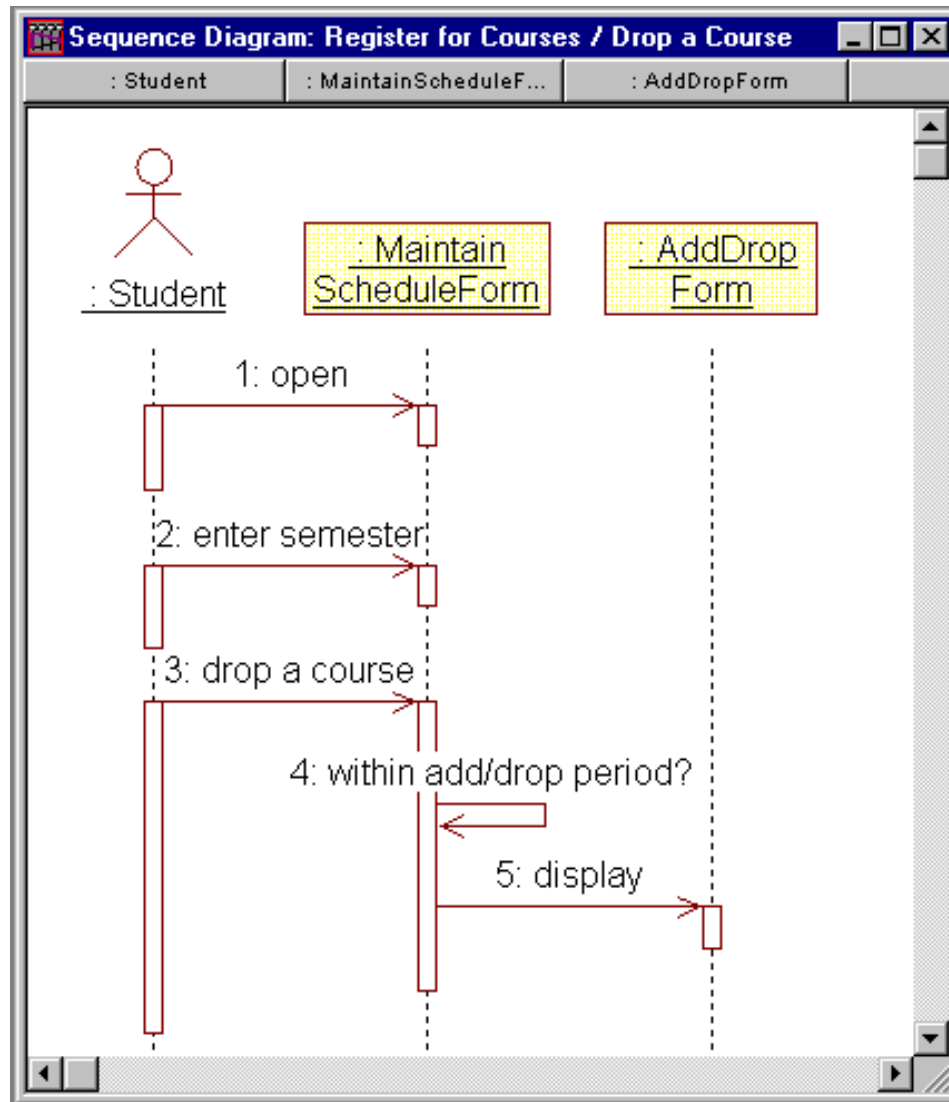 Sequence Diagram: Register for Courses / Drop a Course
: Student
: MaintainScheduleF...
: AddDropForm
: Student
: Maintain
ScheduleForm
: AddDrop
Form
1: open
2: enter semester
3: drop a course
4: within add/drop period?
5: display